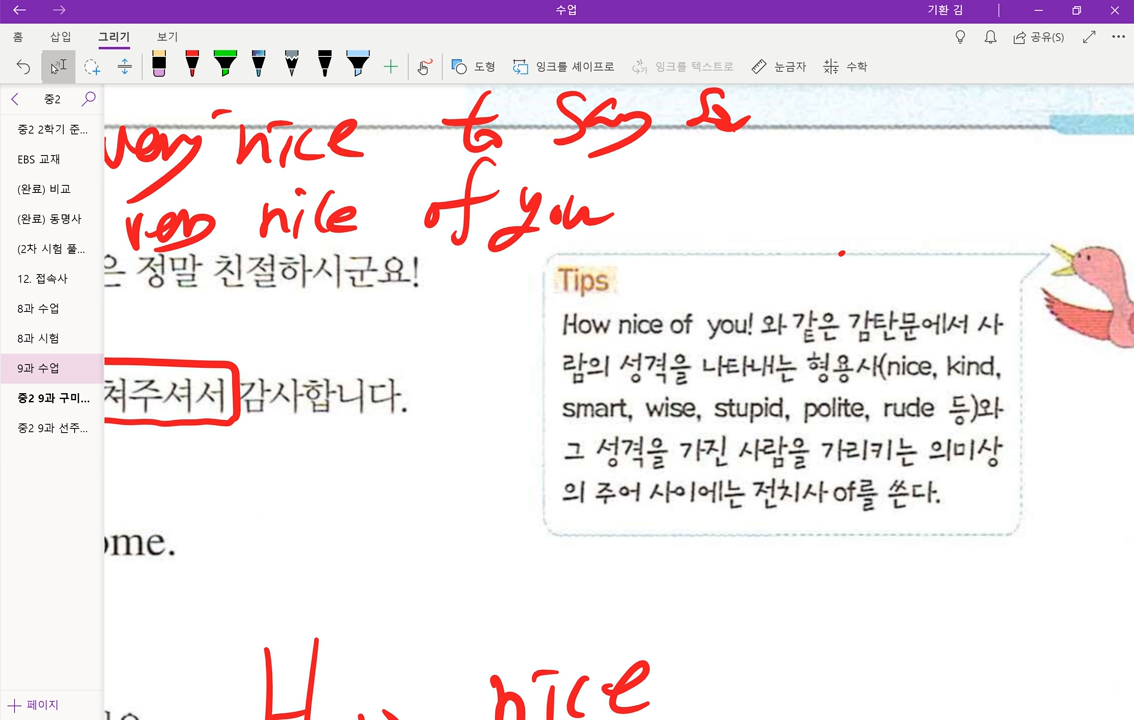 수업
기환 김
홈 삽입 그리기 보기
공유(S)
도형 잉크를 셰이프로 잉크를 텍스트로 눈금자 수학
중2
중2 2학기 준...
EBS 교재
(완료) 비교
(완료) 동명사
(2차 시험 풀...
12. 접속사
8과 수업
8과 시험
9과 수업
중2 9과 구미...
중2 9과 선주...
페이지
very nice to say so
very nice of you
은 정말 친절하시군요!
쳐주셔서 감사합니다.
ome.
nice
Tips
How nice of you! 와 같은 감탄문에서 사
람의 성격을 나타내는 형용사(nice, kind,
smart, wise, stupid, polite, rude 등)와
그 성격을 가진 사람을 가리키는 의미상
의 주어 사이에는 전치사 of를 쓴다.